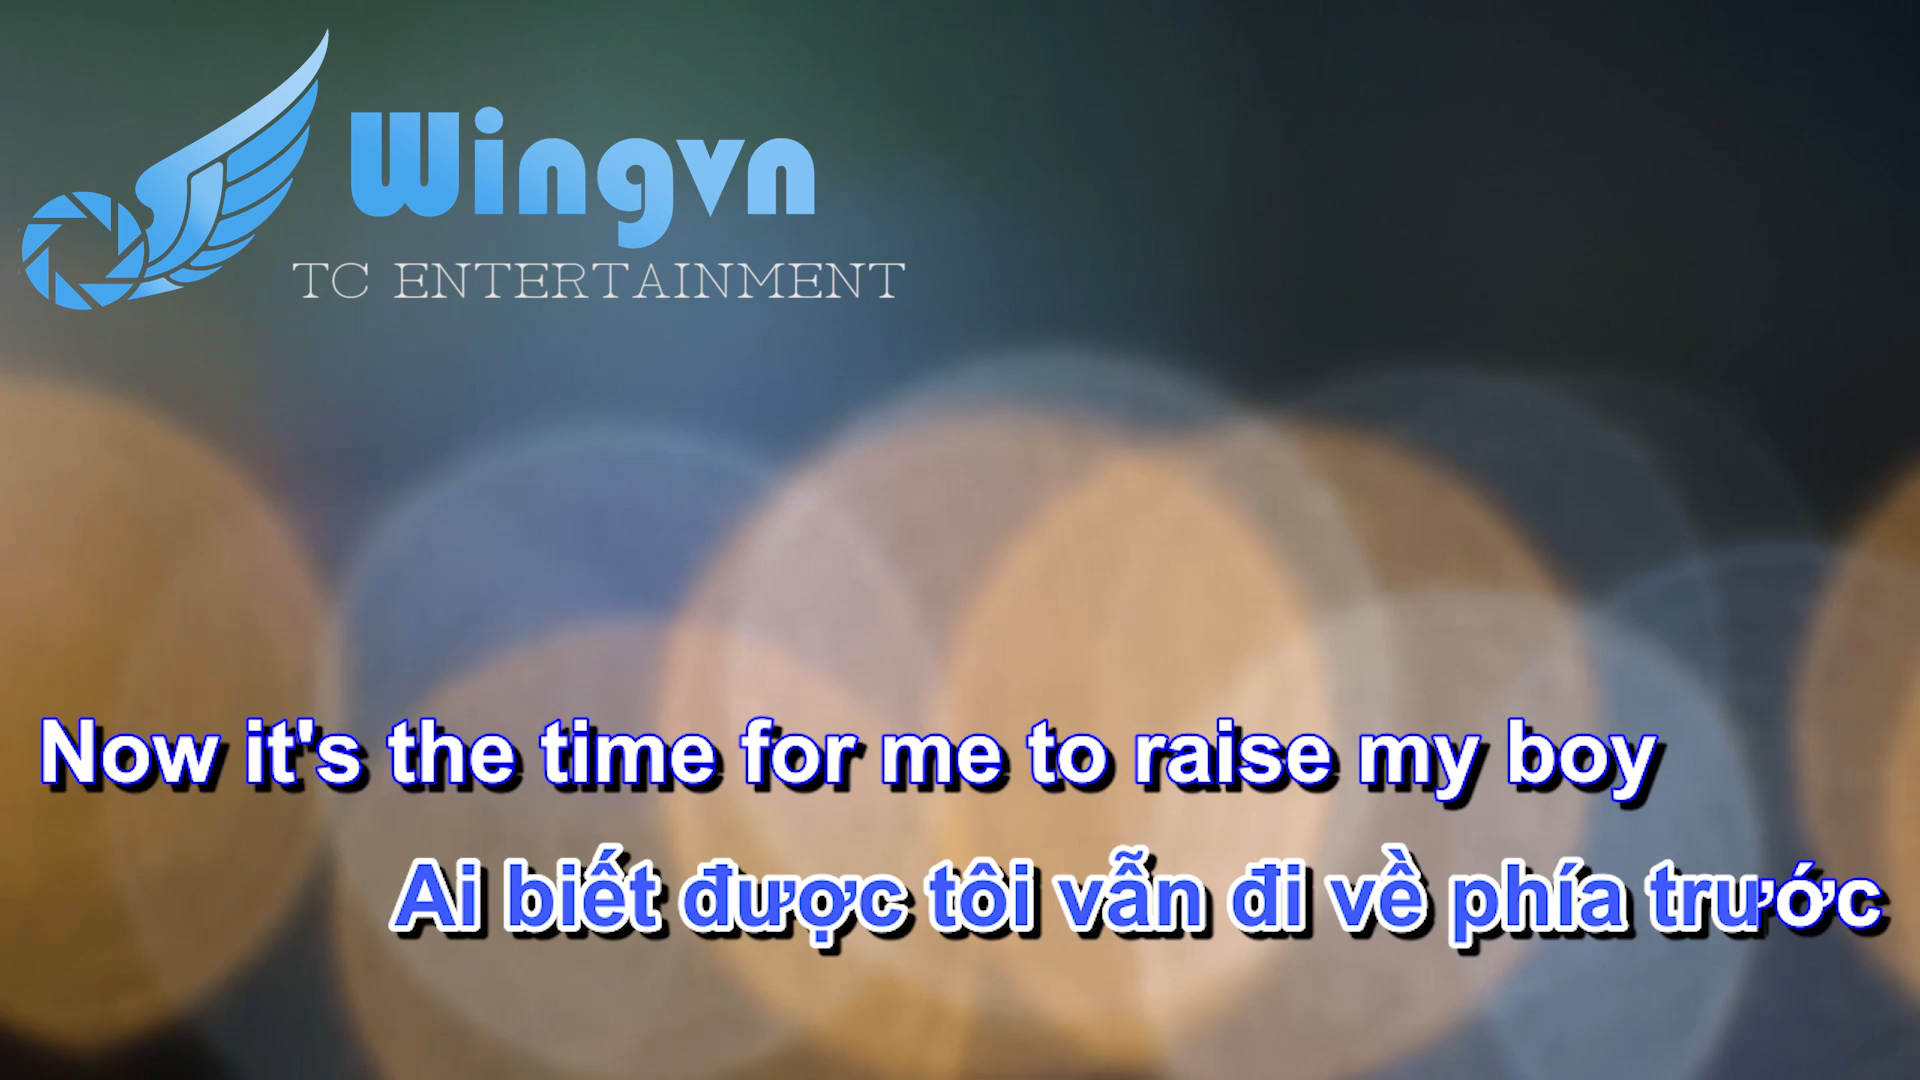 Wingvn
TC ENTERTAINMENT
Now it's the time for me to raise my boy
Ai biết được tôi vẫn đi về phía trước